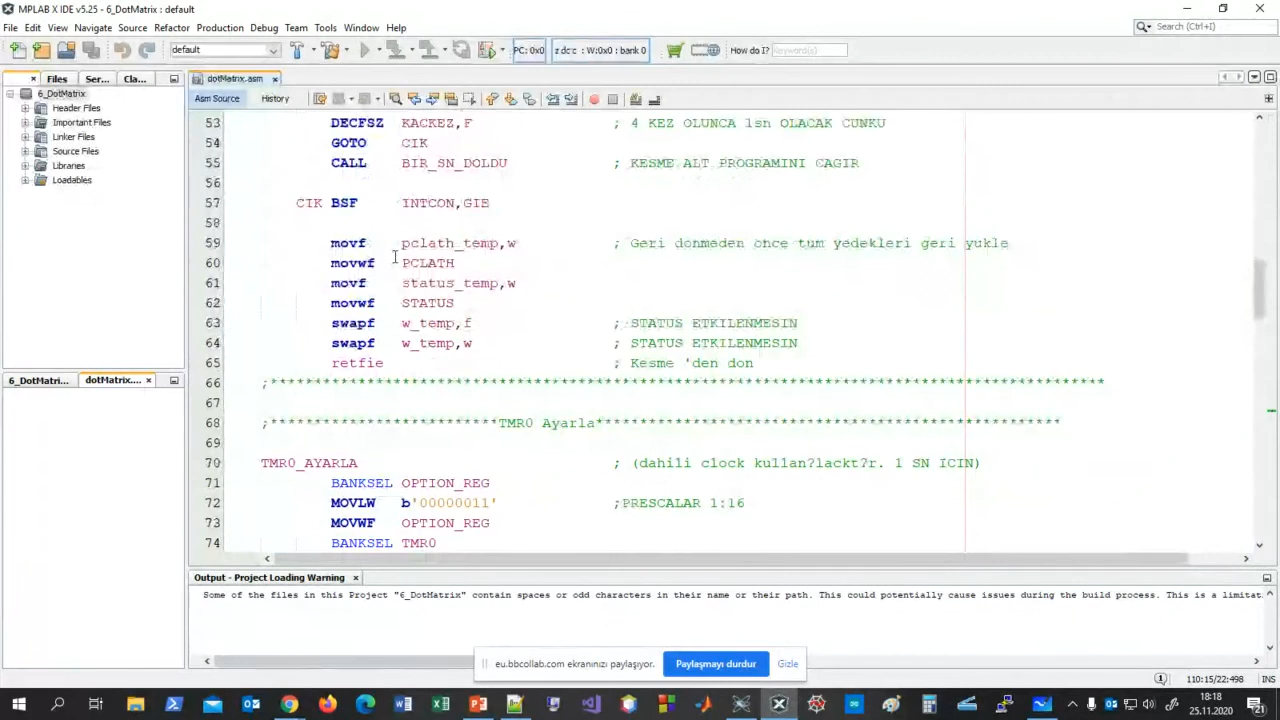 MPLAB X IDE v5.25 - 6_DotMatrix : default
File Edit View Navigate Source Refactor Production Debug Team Tools Window Help
Search (Ctrl+I)
default
PC: 0x0
z dc c : W:0x0 : bank 0
How do I?
Keyword(s)
Files
Ser...
Cla...
dotMatrix.asm
Asm Source
History
6_DotMatrix
Header Files
Important Files
Linker Files
Source Files
Libraries
Loadables
53 DECFSZ KACKEZ,F ; 4 KEZ OLUNCA 1sn OLACAK CUNKU
54 GOTO CIK
55 CALL BIR_SN_DOLDU ; KESME ALT PROGRAMINI CAGIR
56
57 CIK BSF INTCON,GIE
58
59 movf pclath_temp,w ; Geri donmeden once tum yedekleri geri yukle
60 movwf PCLATH
61 movf status_temp,w
62 movwf STATUS
63 swapf w_temp,f ; STATUS ETKILENMESIN
64 swapf w_temp,w ; STATUS ETKILENMESIN
65 retfie ; Kesme 'den don
66 ;***********************************************************************************************
67
68 ;**************************TMR0 Ayarla*****************************************************
69
70 TMR0_AYARLA ; (dahili clock kullan?lackt?r. 1 SN ICIN)
71 BANKSEL OPTION_REG
72 MOVLW b'00000011' ;PRESCALAR 1:16
73 MOVWF OPTION_REG
74 BANKSEL TMR0
6_DotMatri...
dotMatrix....
Output - Project Loading Warning
Some of the files in this Project "6_DotMatrix" contain spaces or odd characters in their name or their path. This could potentially cause issues during the build process. This is a limitat
eu.bbcollab.com ekranınızı paylaşıyor.
Paylaşmayı durdur
Gizle
110:15/22:498
INS
18:18
25.11.2020